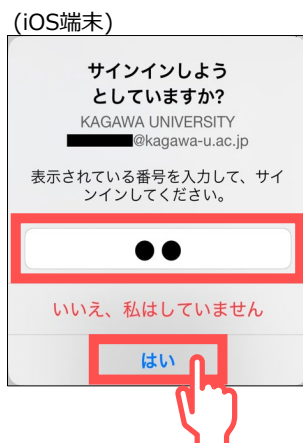 (iOS端末)
サインインしよう
としていますか?
KAGAWA UNIVERSITY
@kagawa-u.ac.jp
表示されている番号を入力して、サイ
ンインしてください。
●●
いいえ、私はしていません
はい